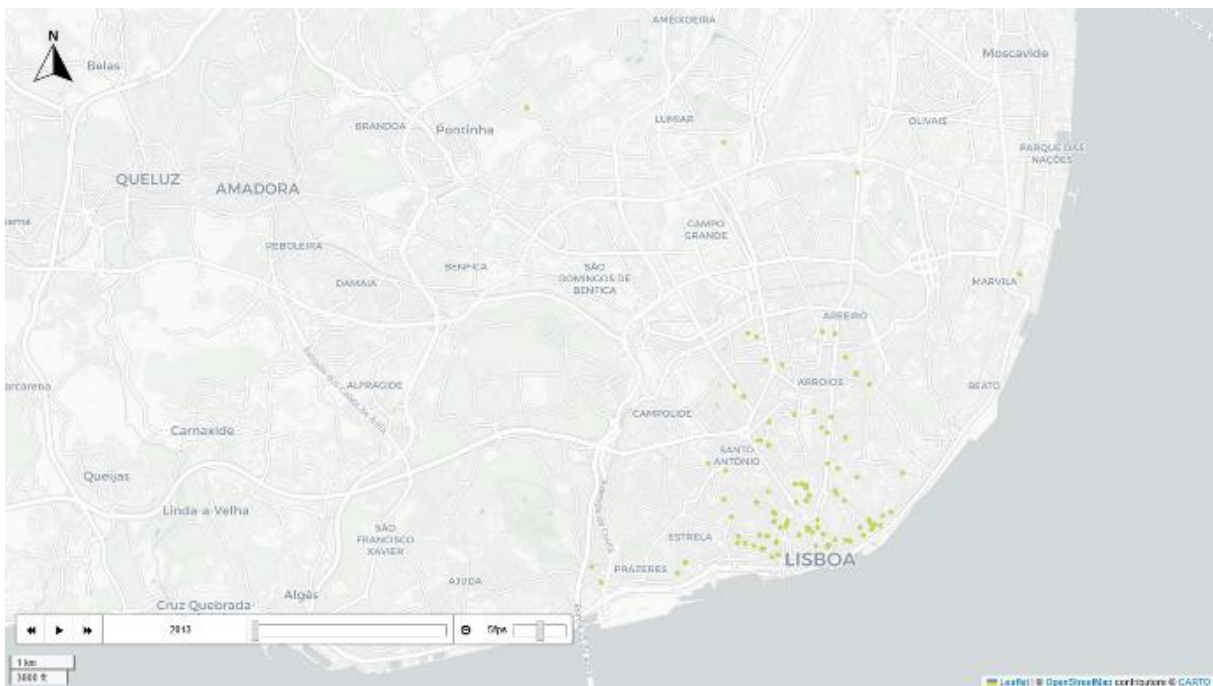 AMEIXOEIRA
N
Moscavide
Belas
LUMIAR
OLIVAIS
BRANDOA
Pontinha
PARQUE DAS
NAÇÕES
QUELUZ
AMADORA
CAMPO
GRANDE
REBOLEIRA
BENFICA
SÃO
DOMINGOS DE
BENFICA
DAMAIA
MARVILA
AREEIRO
ALFRAGIDE
ARROIOS
BEATO
arcarena
CAMPOLIDE
Carnaxide
SANTO
ANTÓNIO
Queijas
Linda-a-Velha
SÃO
FRANCISCO
XAVIER
ESTRELA
LISBOA
PRAZERES
AJUDA
Algés
Cruz Quebrada
2013
5fps
1 km
3000 ft
Leaflet | © OpenStreetMap contributors © CARTO